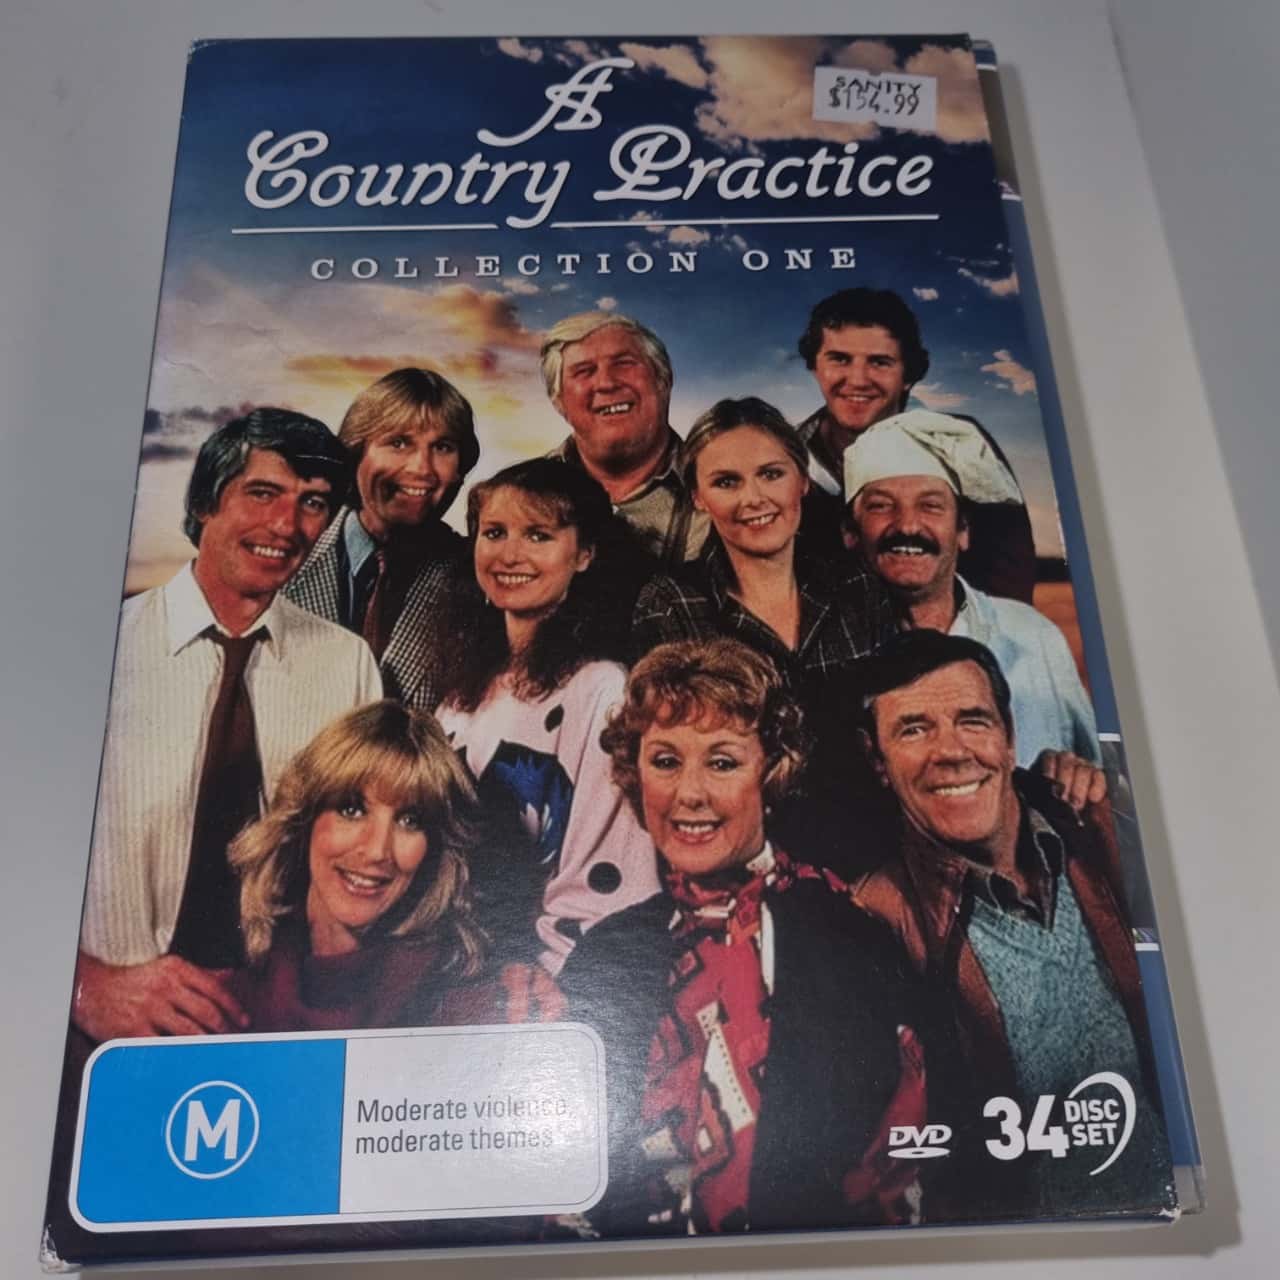 SANITY
$154.99
A
Country Practice
COLLECTION ONE
M
Moderate violence,
moderate themes
DVD
34 DISC
SET